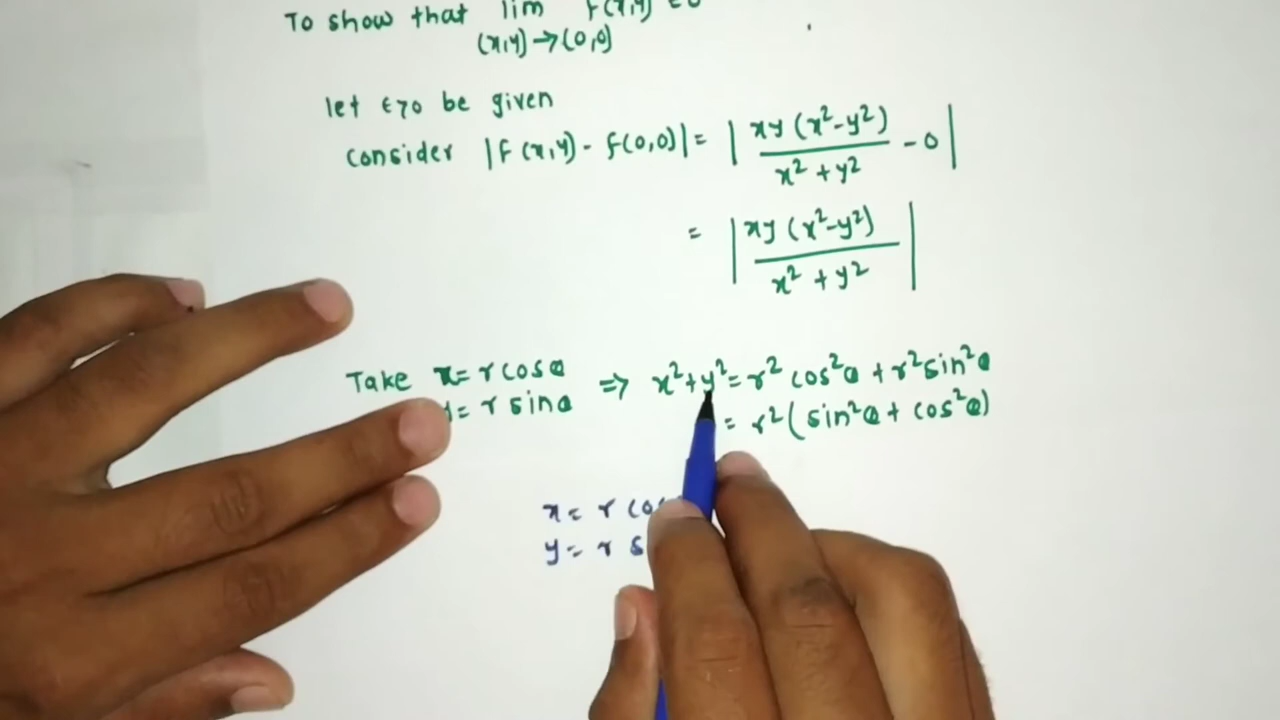 To show that lim f(x,y) = 0
(x,y)→(0,0)
let ϵ>0 be given
consider |f(x,y) - f(0,0)| = | xy(x²-y²) / x²+y² - 0 |
= | xy(x²-y²) / x²+y² |
Take x = r cosθ ⇒ x²+y² = r² cos²θ + r² sin²θ
= r sinθ = r²(sin²θ + cos²θ)
x = r
y = r